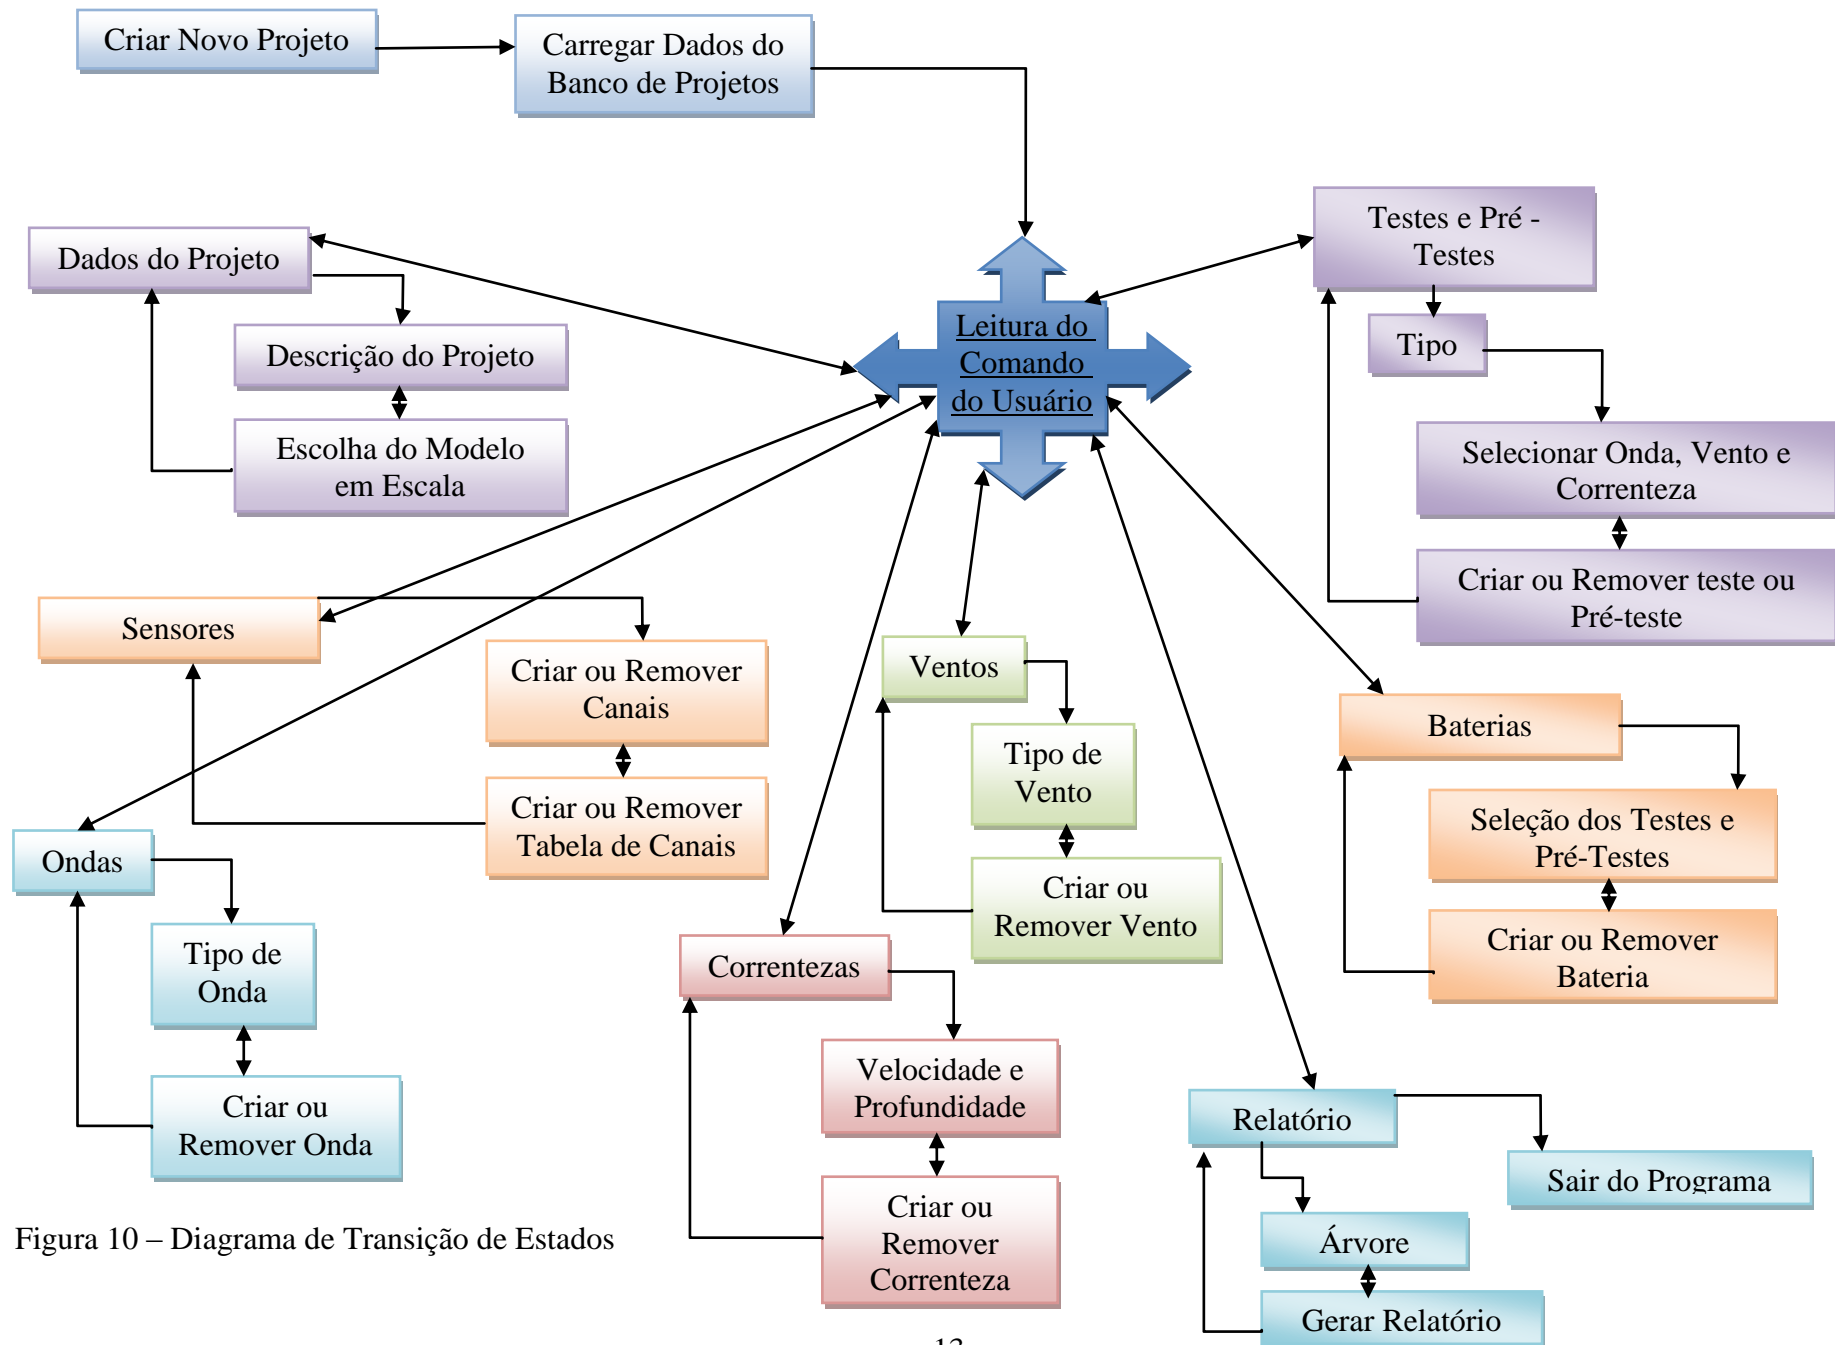 Criar Novo Projeto
Carregar Dados do
Banco de Projetos
Testes e Pré -
Testes
Dados do Projeto
Leitura do
Comando
do Usuário
Tipo
Descrição do Projeto
Escolha do Modelo
em Escala
Selecionar Onda, Vento e
Correnteza
Criar ou Remover teste ou
Pré-teste
Sensores
Criar ou Remover
Canais
Criar ou Remover
Tabela de Canais
Ventos
Tipo de
Vento
Criar ou
Remover Vento
Baterias
Seleção dos Testes e
Pré-Testes
Criar ou Remover
Bateria
Ondas
Tipo de
Onda
Criar ou
Remover Onda
Correntezas
Velocidade e
Profundidade
Criar ou
Remover
Correnteza
Relatório
Sair do Programa
Árvore
Gerar Relatório
Figura 10 – Diagrama de Transição de Estados